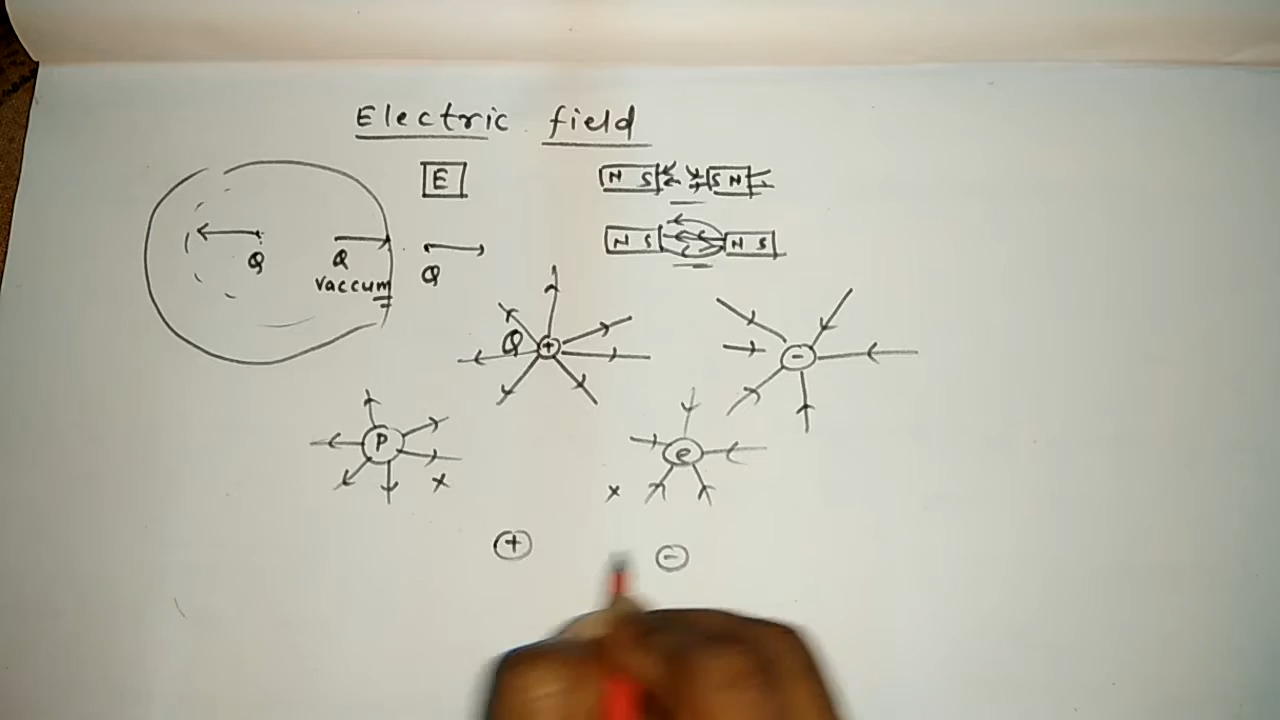 Electric field
E
N S S N
N S N S
Q Q Q
vaccum
Q + -
P e
x x
+ -